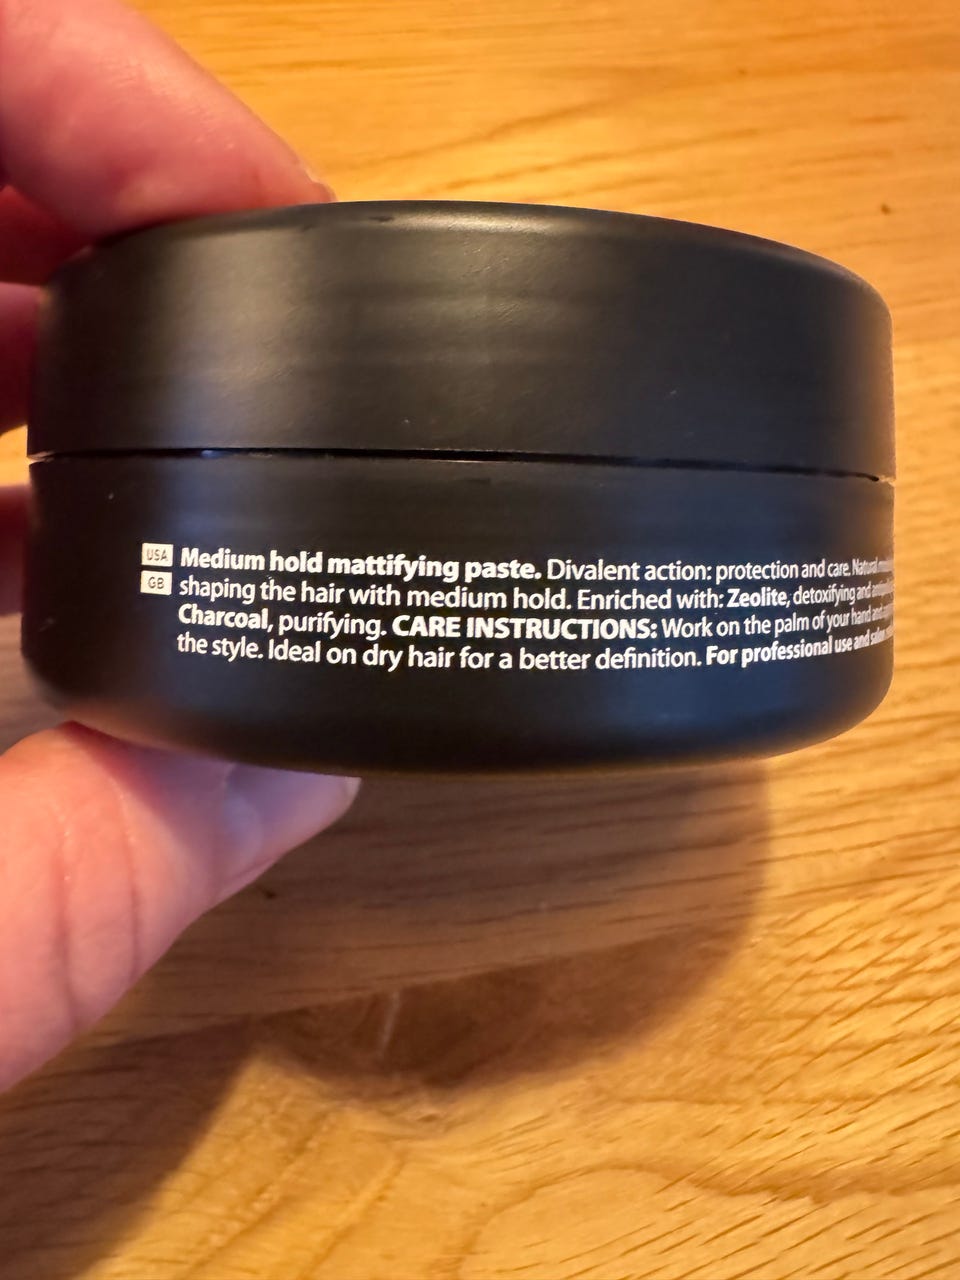 USA Medium hold mattifying paste. Divalent action: protection and care. Natural
GB shaping the hair with medium hold. Enriched with: Zeolite, detoxifying and
Charcoal, purifying. CARE INSTRUCTIONS: Work on the palm of your hand and
the style. Ideal on dry hair for a better definition. For professional use and salon